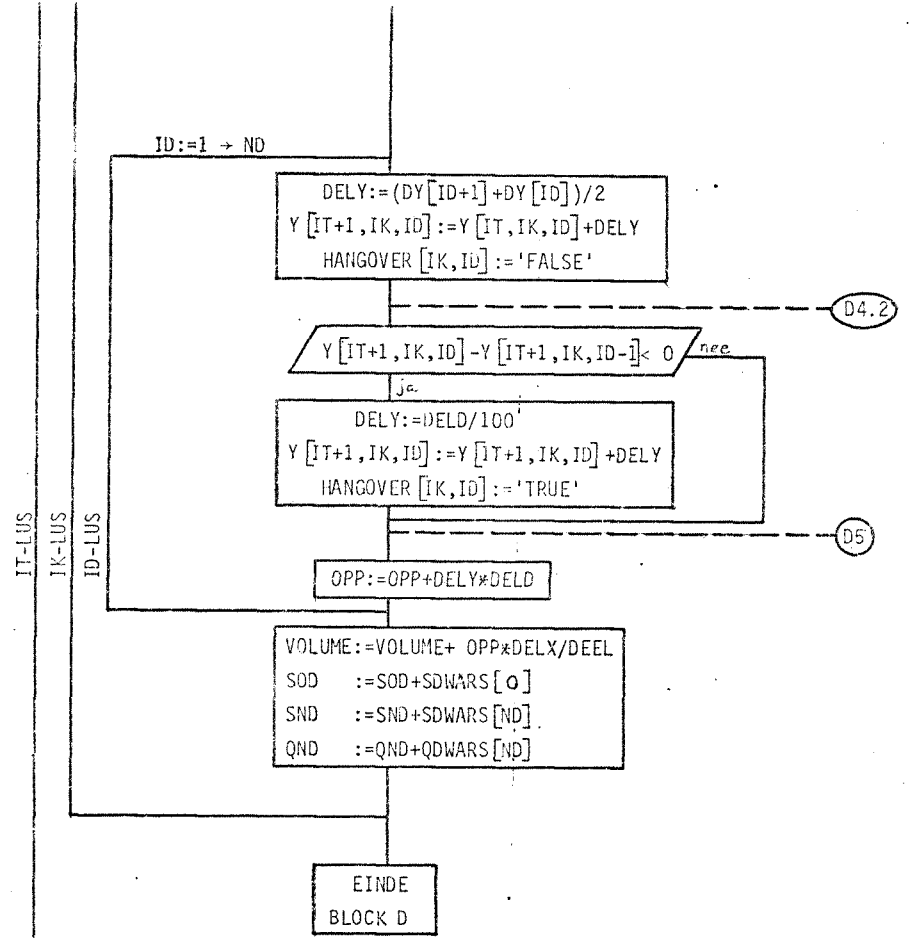 ID:=1 → ND
DELY:=(DY[ID+1]+DY[ID])/2
Y[IT+1,IK,ID]:=Y[IT,IK,ID]+DELY
HANGOVER[IK,ID]:='FALSE'
D4.2
Y[IT+1,IK,ID]-Y[IT+1,IK,ID-1]< 0
nee
ja
DELY:=DELD/100
Y[IT+1,IK,ID]:=Y[IT+1,IK,ID]+DELY
HANGOVER[IK,ID]:='TRUE'
D5
IT-LUS
IK-LUS
ID-LUS
OPP:=OPP+DELY*DELD
VOLUME:=VOLUME+ OPP*DELX/DEEL
SOD :=SOD+SDWARS[0]
SND :=SND+SDWARS[ND]
QND :=QND+QDWARS[ND]
EINDE
BLOCK D